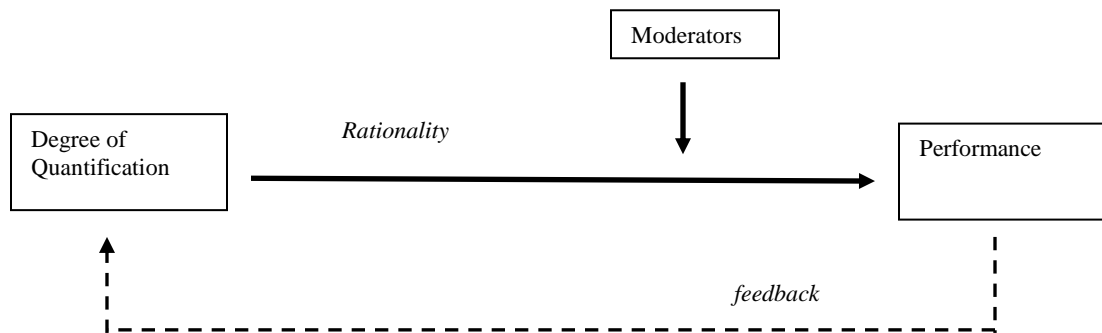 Moderators
Degree of
Quantification
Rationality
Performance
feedback